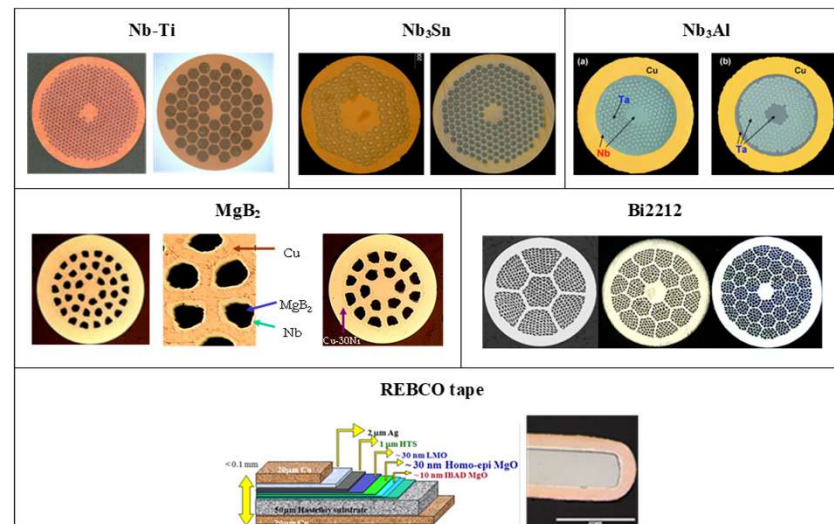 Nb-Ti
Nb₃Sn
Nb₃Al
(a)
Cu
Ta
Nb
(b)
Cu
Ta
MgB₂
Cu
MgB₂
Nb
Cu-30Ni
Bi2212
REBCO tape
2 μm Ag
1 μm HTS
~ 30 nm LMO
~ 30 nm Homo-epi MgO
~ 10 nm IBAD MgO
< 0.1 mm
20μm Cu
50μm Hastelloy substrate
20μm Cu